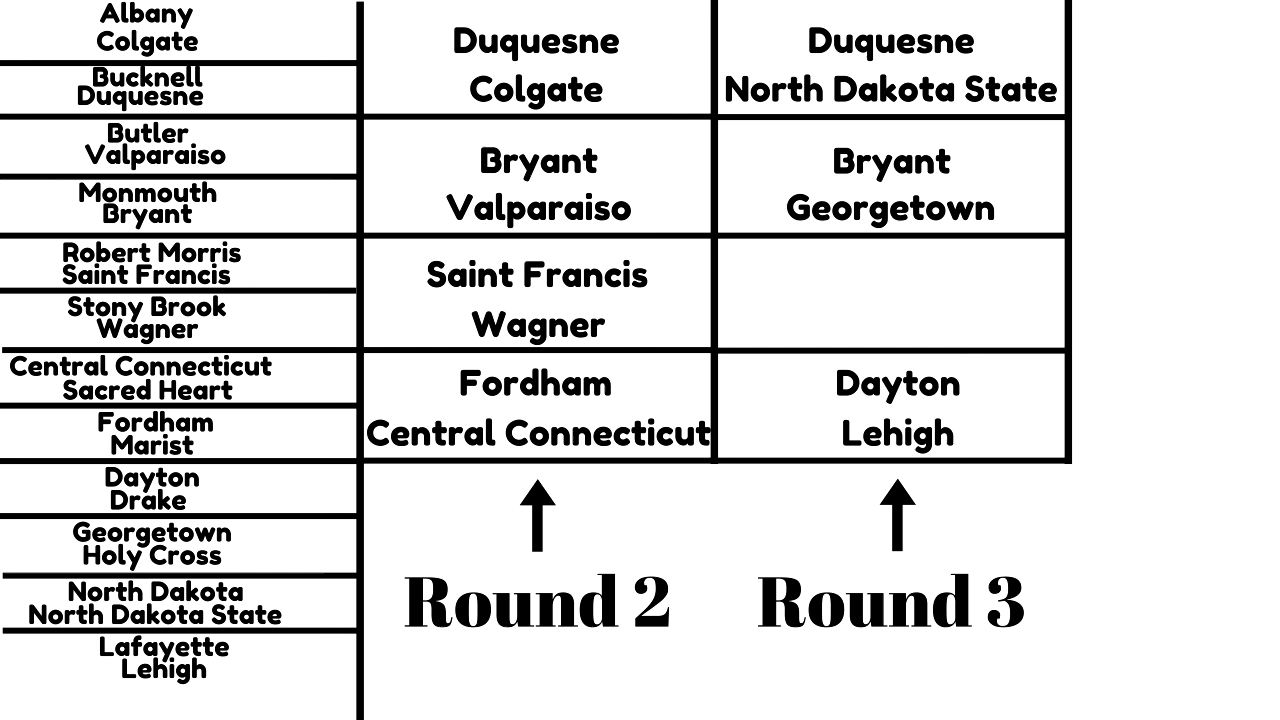 Albany
Colgate
Bucknell
Duquesne
Butler
Valparaiso
Monmouth
Bryant
Robert Morris
Saint Francis
Stony Brook
Wagner
Central Connecticut
Sacred Heart
Fordham
Marist
Dayton
Drake
Georgetown
Holy Cross
North Dakota
North Dakota State
Lafayette
Lehigh
Duquesne
Colgate
Bryant
Valparaiso
Saint Francis
Wagner
Fordham
Central Connecticut
Round 2
Duquesne
North Dakota State
Bryant
Georgetown
Dayton
Lehigh
Round 3